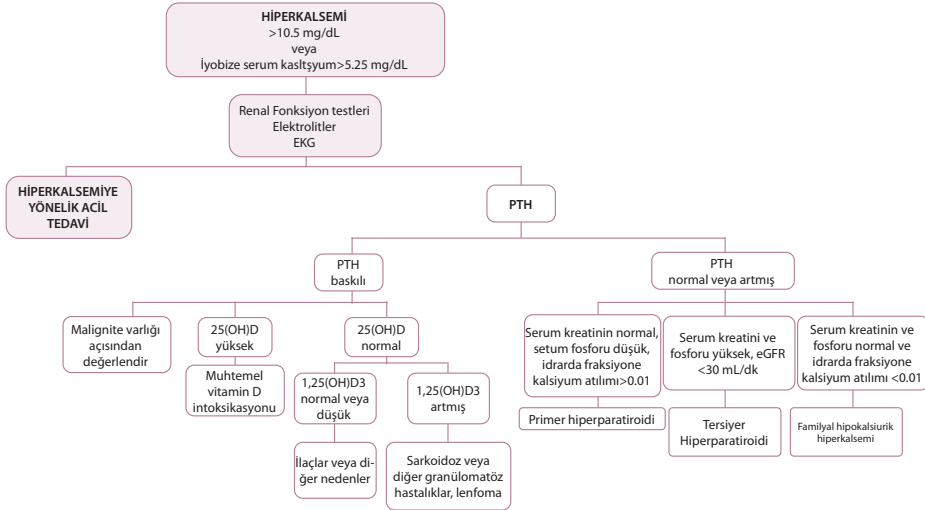 HİPERKALSEMİ
>10.5 mg/dL
veya
İyobize serum kasltşyum>5.25 mg/dL
Renal Fonksiyon testleri
Elektrolitler
EKG
HİPERKALSEMİYE
YÖNELİK ACİL
TEDAVİ
PTH
PTH
baskılı
PTH
normal veya artmış
Malignite varlığı
açısından
değerlendir
25(OH)D
yüksek
25(OH)D
normal
Serum kreatinin normal,
setum fosforu düşük,
idrarda fraksiyone
kalsiyum atılımı>0.01
Serum kreatini ve
fosforu yüksek, eGFR
<30 mL/dk
Serum kreatinin ve
fosforu normal ve
idrarda fraksiyone
kalsiyum atılımı <0.01
Muhtemel
vitamin D
intoksikasyonu
1,25(OH)D3
normal veya
düşük
1,25(OH)D3
artmış
Primer hiperparatiroidi
Tersiyer
Hiperparatiroidi
Familyal hipokalsiurik
hiperkalsemi
İlaçlar veya di-
ğer nedenler
Sarkoidoz veya
diğer granülomatöz
hastalıklar, lenfoma